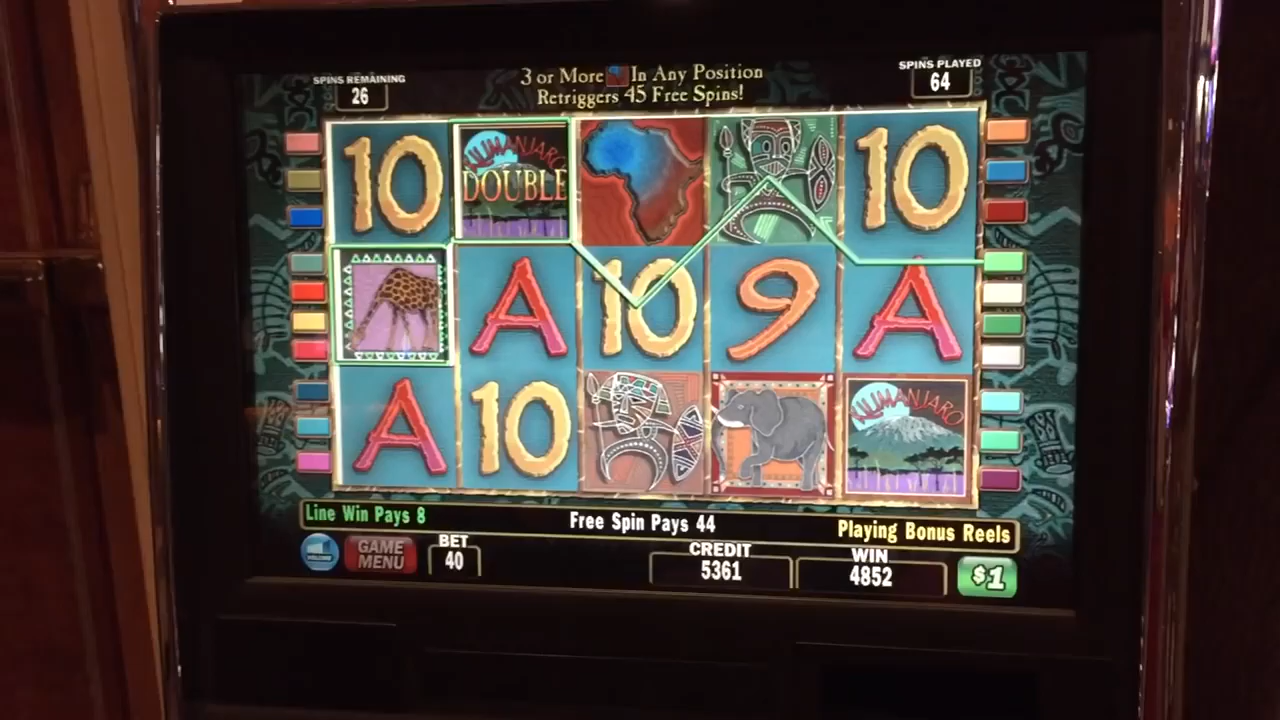 SPINS REMAINING
26
3 or More In Any Position
Retriggers 45 Free Spins!
SPINS PLAYED
64
10
KILIMANJARO
DOUBLE
10
A
10
9
A
A
10
KILIMANJARO
Line Win Pays 8
Free Spin Pays 44
Playing Bonus Reels
GAME
MENU
BET
40
CREDIT
5361
WIN
4852
$1